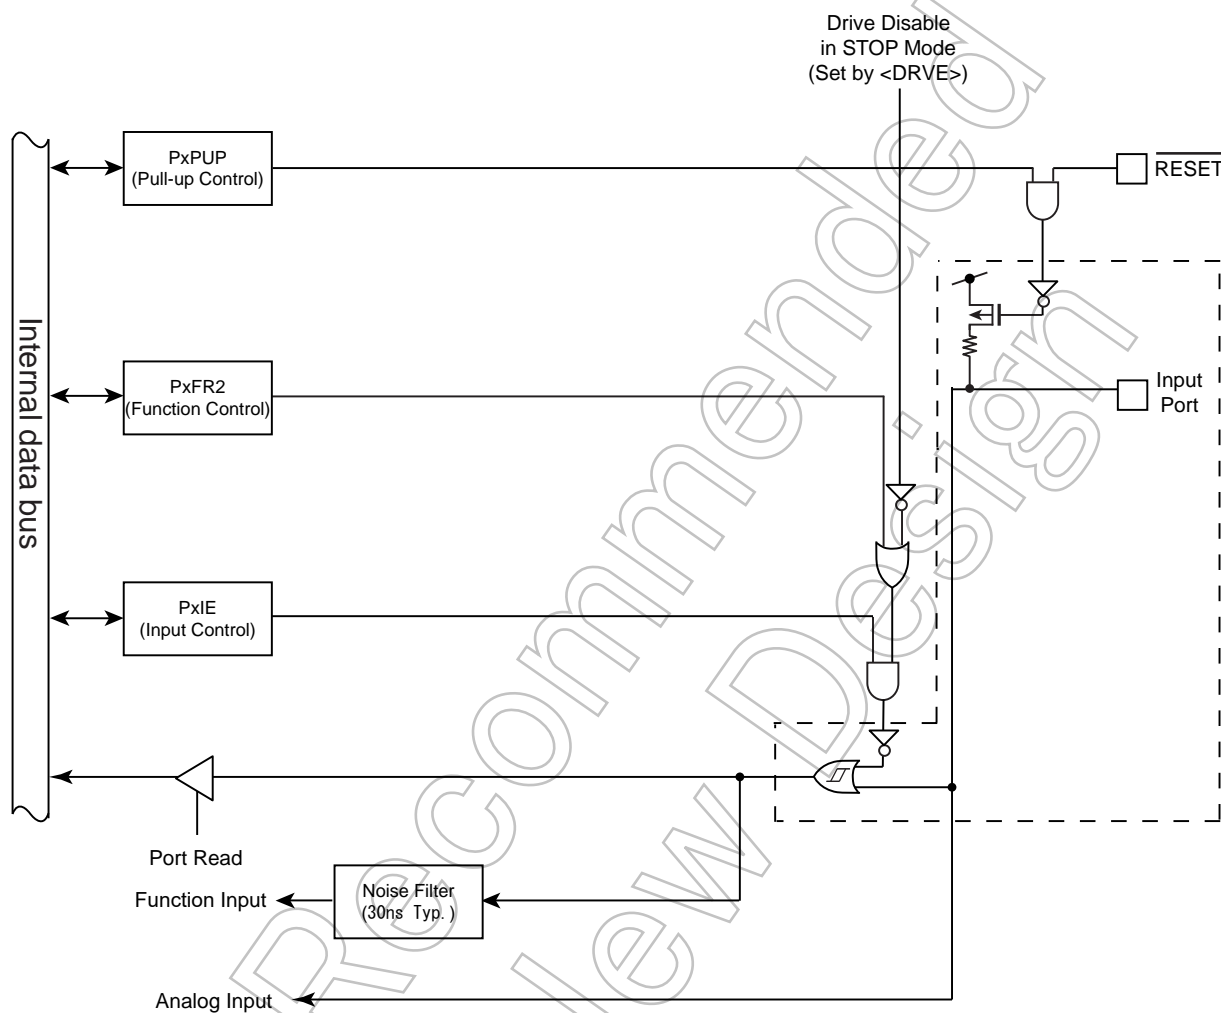 Drive Disable
in STOP Mode
(Set by <DRVE>)
PxPUP
(Pull-up Control)
RESET
Internal data bus
PxFR2
(Function Control)
Input
Port
PxIE
(Input Control)
Port Read
Function Input
Noise Filter
(30ns Typ. )
Analog Input
Recommended
New Design